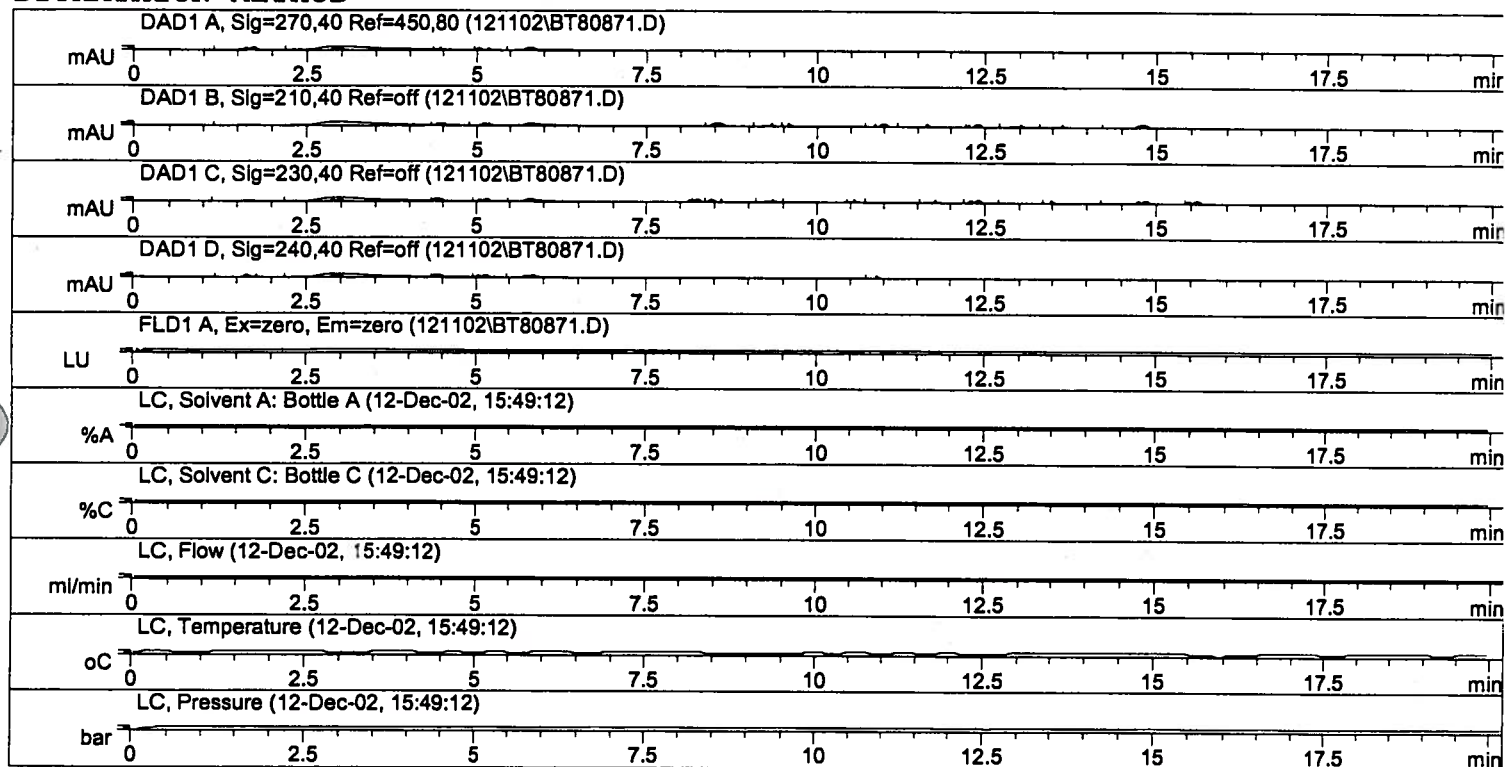 DAD1 A, Sig=270,40 Ref=450,80 (121102\BT80871.D)
mAU
0 2.5 5 7.5 10 12.5 15 17.5 min
DAD1 B, Sig=210,40 Ref=off (121102\BT80871.D)
mAU
0 2.5 5 7.5 10 12.5 15 17.5 min
DAD1 C, Sig=230,40 Ref=off (121102\BT80871.D)
mAU
0 2.5 5 7.5 10 12.5 15 17.5 min
DAD1 D, Sig=240,40 Ref=off (121102\BT80871.D)
mAU
0 2.5 5 7.5 10 12.5 15 17.5 min
FLD1 A, Ex=zero, Em=zero (121102\BT80871.D)
LU
0 2.5 5 7.5 10 12.5 15 17.5 min
LC, Solvent A: Bottle A (12-Dec-02, 15:49:12)
%A
0 2.5 5 7.5 10 12.5 15 17.5 min
LC, Solvent C: Bottle C (12-Dec-02, 15:49:12)
%C
0 2.5 5 7.5 10 12.5 15 17.5 min
LC, Flow (12-Dec-02, 15:49:12)
ml/min
0 2.5 5 7.5 10 12.5 15 17.5 min
LC, Temperature (12-Dec-02, 15:49:12)
oC
0 2.5 5 7.5 10 12.5 15 17.5 min
LC, Pressure (12-Dec-02, 15:49:12)
bar
0 2.5 5 7.5 10 12.5 15 17.5 min